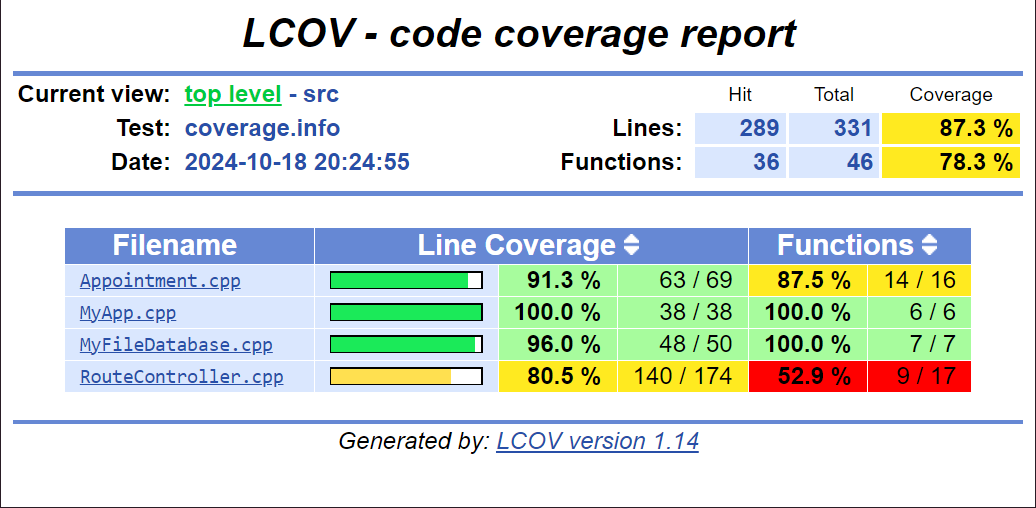 LCOV - code coverage report
Current view: top level - src Hit Total Coverage
Test: coverage.info Lines: 289 331 87.3 %
Date: 2024-10-18 20:24:55 Functions: 36 46 78.3 %
Filename Line Coverage Functions
Appointment.cpp 91.3 % 63 / 69 87.5 % 14 / 16
MyApp.cpp 100.0 % 38 / 38 100.0 % 6 / 6
MyFileDatabase.cpp 96.0 % 48 / 50 100.0 % 7 / 7
RouteController.cpp 80.5 % 140 / 174 52.9 % 9 / 17
Generated by: LCOV version 1.14